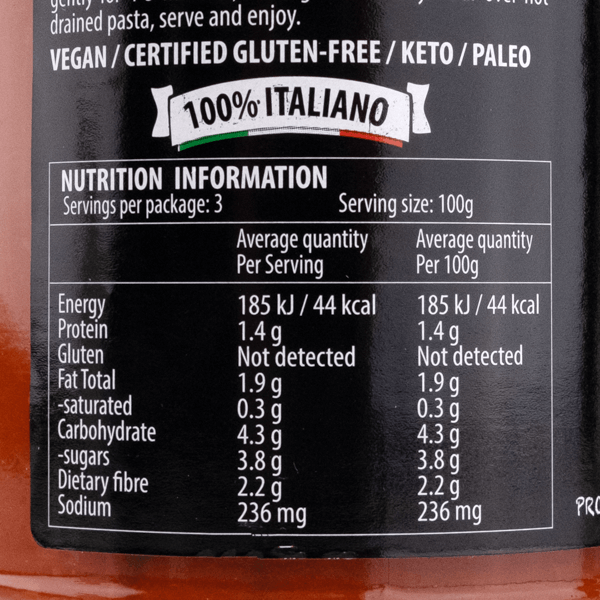 drained pasta, serve and enjoy.
VEGAN / CERTIFIED GLUTEN-FREE / KETO / PALEO
100% ITALIANO
NUTRITION INFORMATION
Servings per package: 3 Serving size: 100g
Average quantity Average quantity
Per Serving Per 100g
Energy 185 kJ / 44 kcal 185 kJ / 44 kcal
Protein 1.4 g 1.4 g
Gluten Not detected Not detected
Fat Total 1.9 g 1.9 g
-saturated 0.3 g 0.3 g
Carbohydrate 4.3 g 4.3 g
-sugars 3.8 g 3.8 g
Dietary fibre 2.2 g 2.2 g
Sodium 236 mg 236 mg
PRO